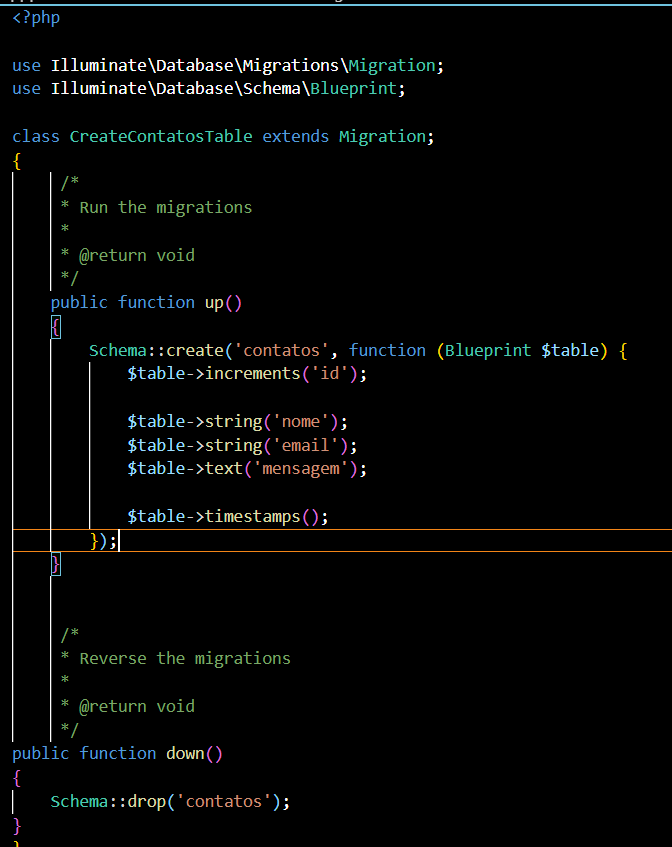 <?php
use Illuminate\Database\Migrations\Migration;
use Illuminate\Database\Schema\Blueprint;
class CreateContatosTable extends Migration;
{
/*
* Run the migrations
*
* @return void
*/
public function up()
{
Schema::create('contatos', function (Blueprint $table) {
$table->increments('id');
$table->string('nome');
$table->string('email');
$table->text('mensagem');
$table->timestamps();
});
}
/*
* Reverse the migrations
*
* @return void
*/
public function down()
{
Schema::drop('contatos');
}
}